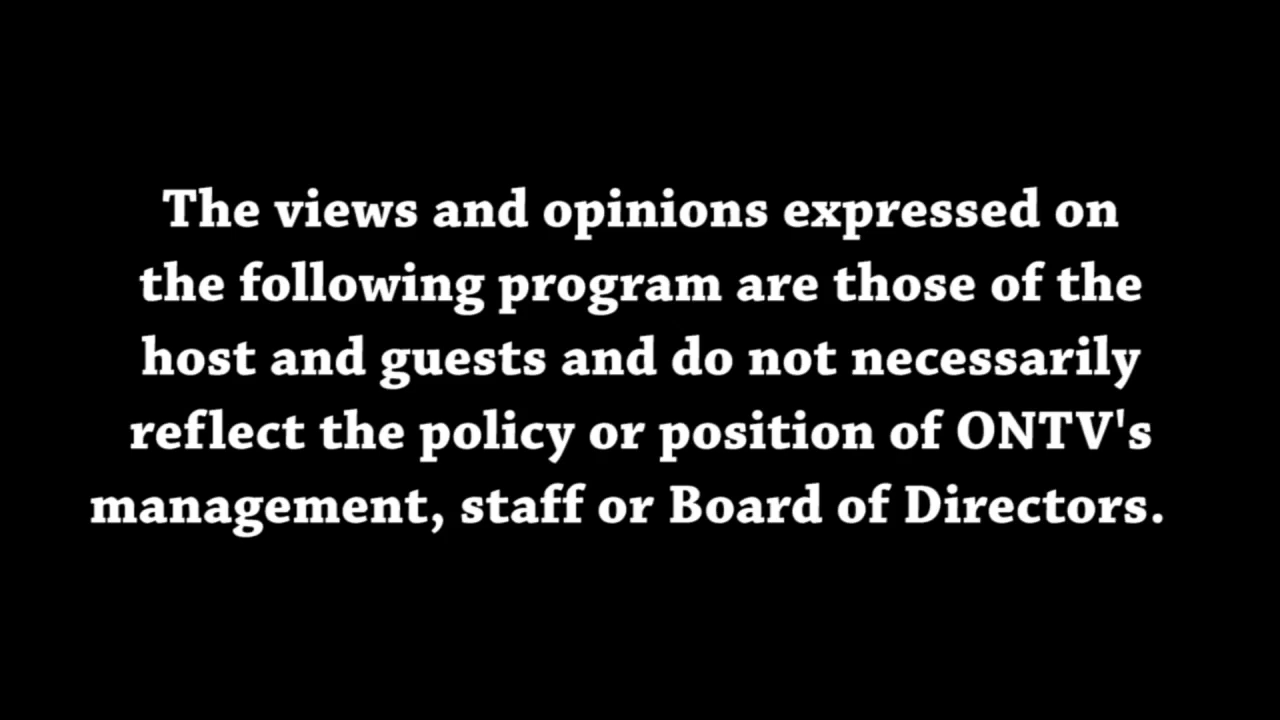 The views and opinions expressed on
the following program are those of the
host and guests and do not necessarily
reflect the policy or position of ONTV's
management, staff or Board of Directors.